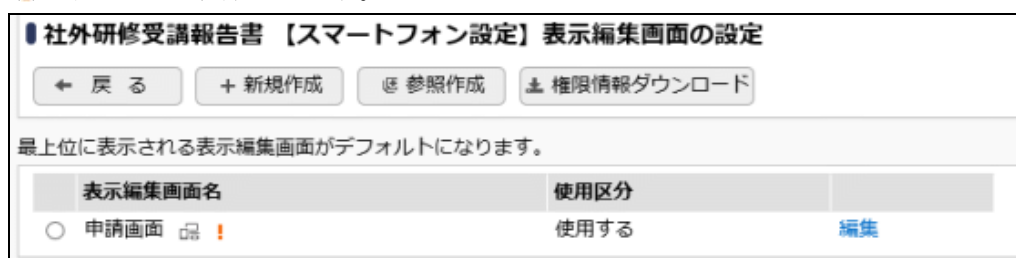 社外研修受講報告書 【スマートフォン設定】表示編集画面の設定
← 戻 る + 新規作成 参照作成 権限情報ダウンロード
最上位に表示される表示編集画面がデフォルトになります。
表示編集画面名 使用区分
申請画面 ! 使用する 編集